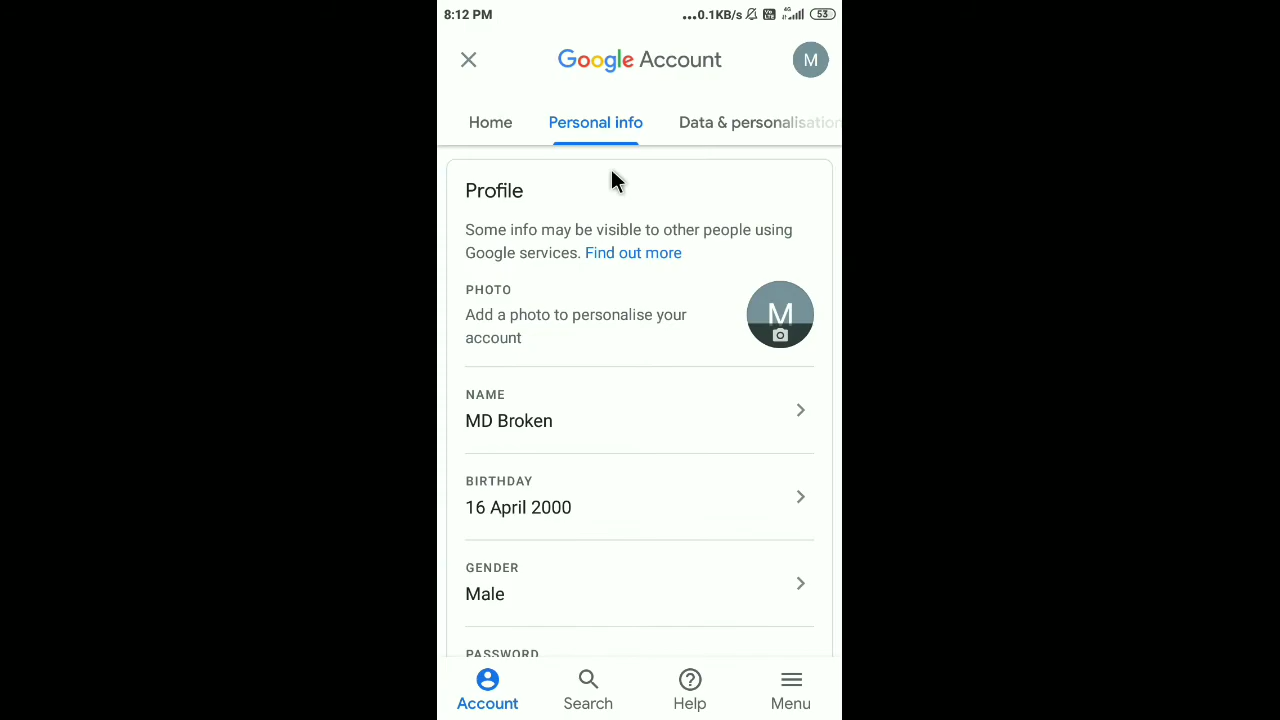 8:12 PM
...0.1KB/s 4G 53
Google Account
M
Home
Personal info
Data & personalisation
Profile
Some info may be visible to other people using
Google services. Find out more
PHOTO
Add a photo to personalise your
account
M
NAME
MD Broken
BIRTHDAY
16 April 2000
GENDER
Male
PASSWORD
Account
Search
Help
Menu